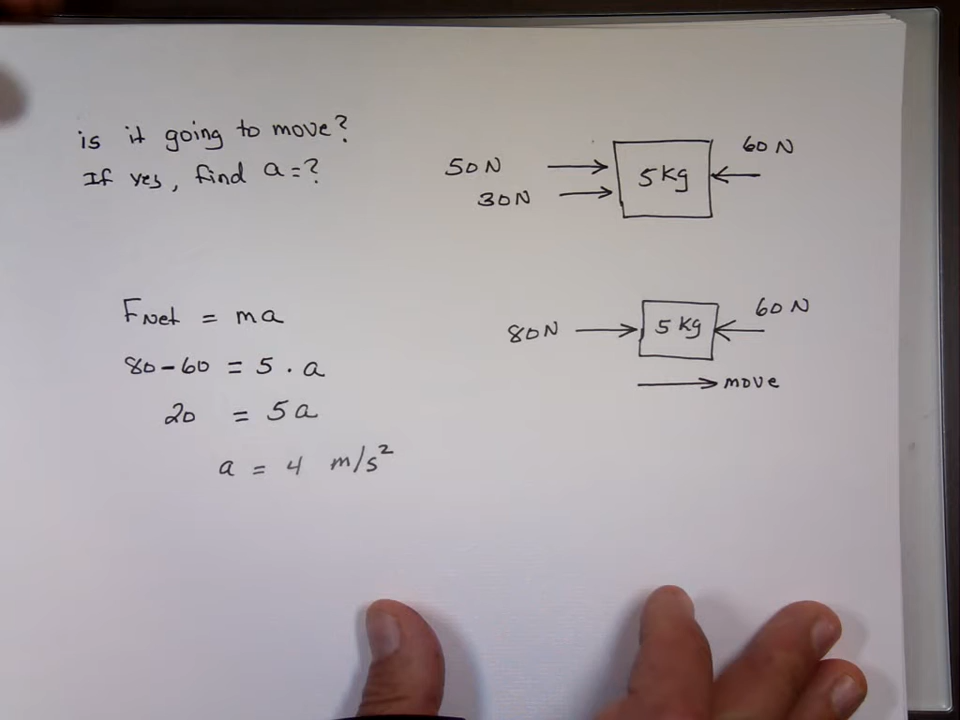 is it going to move?
If yes, find a=?
50N
30N
5kg
60N
FNet = ma
80-60 = 5 . a
20 = 5a
a = 4 m/s²
80N
5kg
60N
move